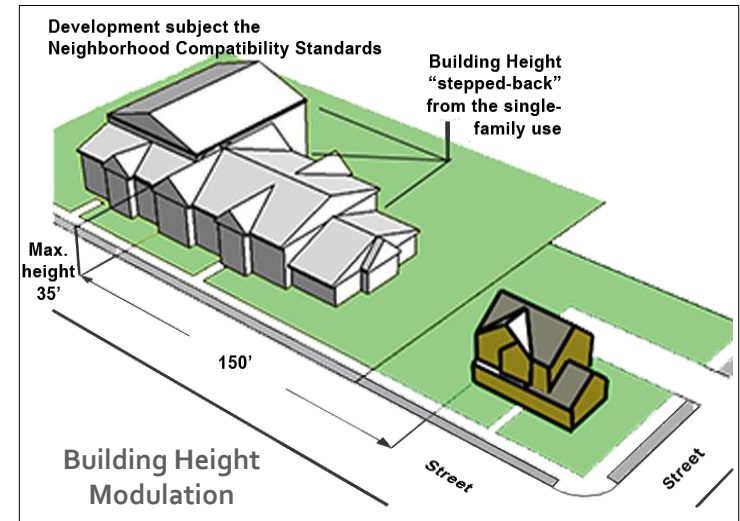 Development subject the
Neighborhood Compatibility Standards
Building Height
“stepped-back”
from the single-
family use
Max.
height
35’
150’
Building Height
Modulation
Street
Street